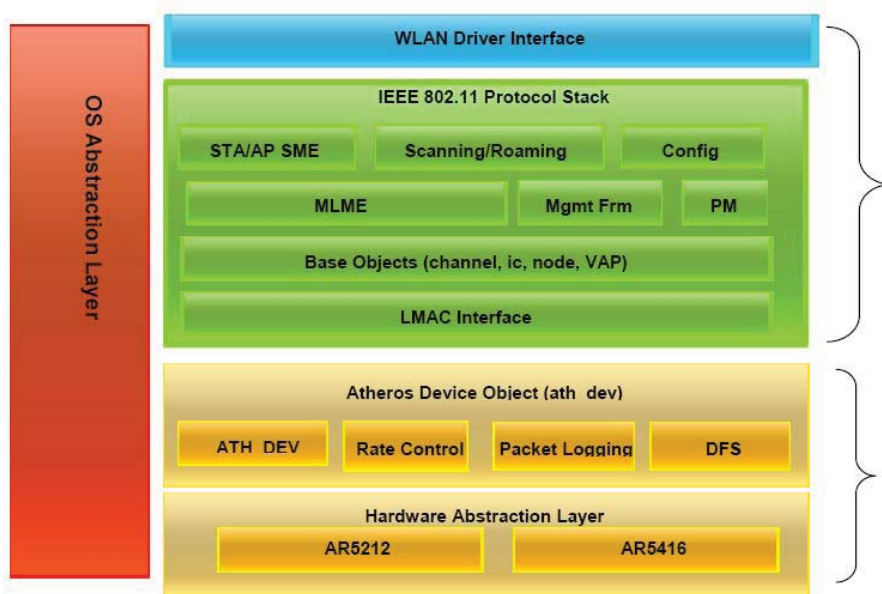 OS Abstraction Layer
WLAN Driver Interface
IEEE 802.11 Protocol Stack
STA/AP SME
Scanning/Roaming
Config
MLME
Mgmt Frm
PM
Base Objects (channel, ic, node, VAP)
LMAC Interface
Atheros Device Object (ath_dev)
ATH_DEV
Rate Control
Packet Logging
DFS
Hardware Abstraction Layer
AR5212
AR5416